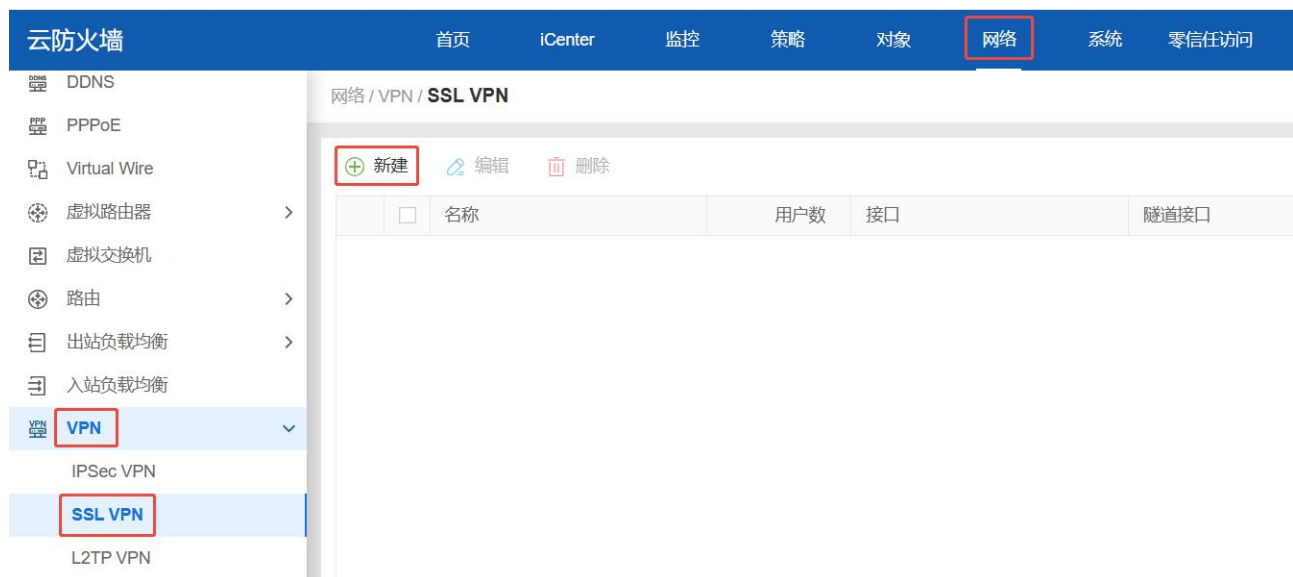 云防火墙 首页 iCenter 监控 策略 对象 网络 系统 零信任访问
DDNS
PPPoE
Virtual Wire
虚拟路由器
虚拟交换机
路由
出站负载均衡
入站负载均衡
VPN
IPSec VPN
SSL VPN
L2TP VPN
网络 / VPN / SSL VPN
新建 编辑 删除
名称 用户数 接口 隧道接口